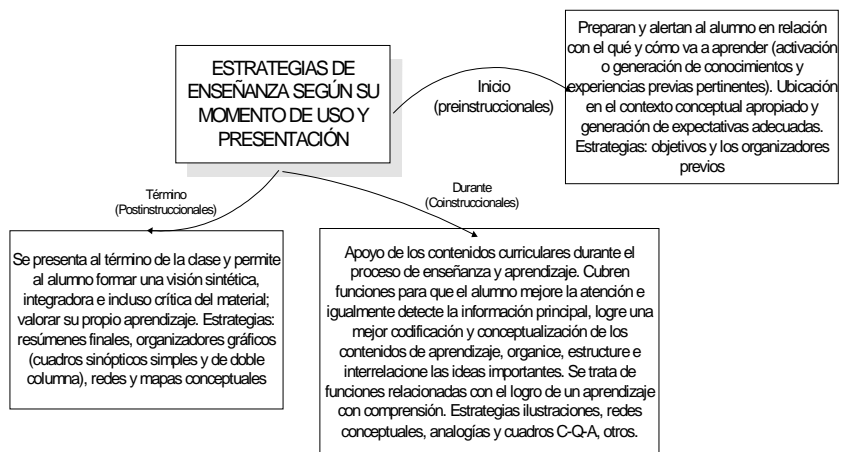 ESTRATEGIAS DE
ENSEÑANZA SEGÚN SU
MOMENTO DE USO Y
PRESENTACIÓN
Inicio
(preinstruccionales)
Preparan y alertan al alumno en relación
con el qué y cómo va a aprender (activación
o generación de conocimientos y
experiencias previas pertinentes). Ubicación
en el contexto conceptual apropiado y
generación de expectativas adecuadas.
Estrategias: objetivos y los organizadores
previos
Término
(Postinstruccionales)
Durante
(Coinstruccionales)
Se presenta al término de la clase y permite
al alumno formar una visión sintética,
integradora e incluso crítica del material;
valorar su propio aprendizaje. Estrategias:
resúmenes finales, organizadores gráficos
(cuadros sinópticos simples y de doble
columna), redes y mapas conceptuales
Apoyo de los contenidos curriculares durante el
proceso de enseñanza y aprendizaje. Cubren
funciones para que el alumno mejore la atención e
igualmente detecte la información principal, logre una
mejor codificación y conceptualización de los
contenidos de aprendizaje, organice, estructure e
interrelacione las ideas importantes. Se trata de
funciones relacionadas con el logro de un aprendizaje
con comprensión. Estrategias ilustraciones, redes
conceptuales, analogías y cuadros C-Q-A, otros.